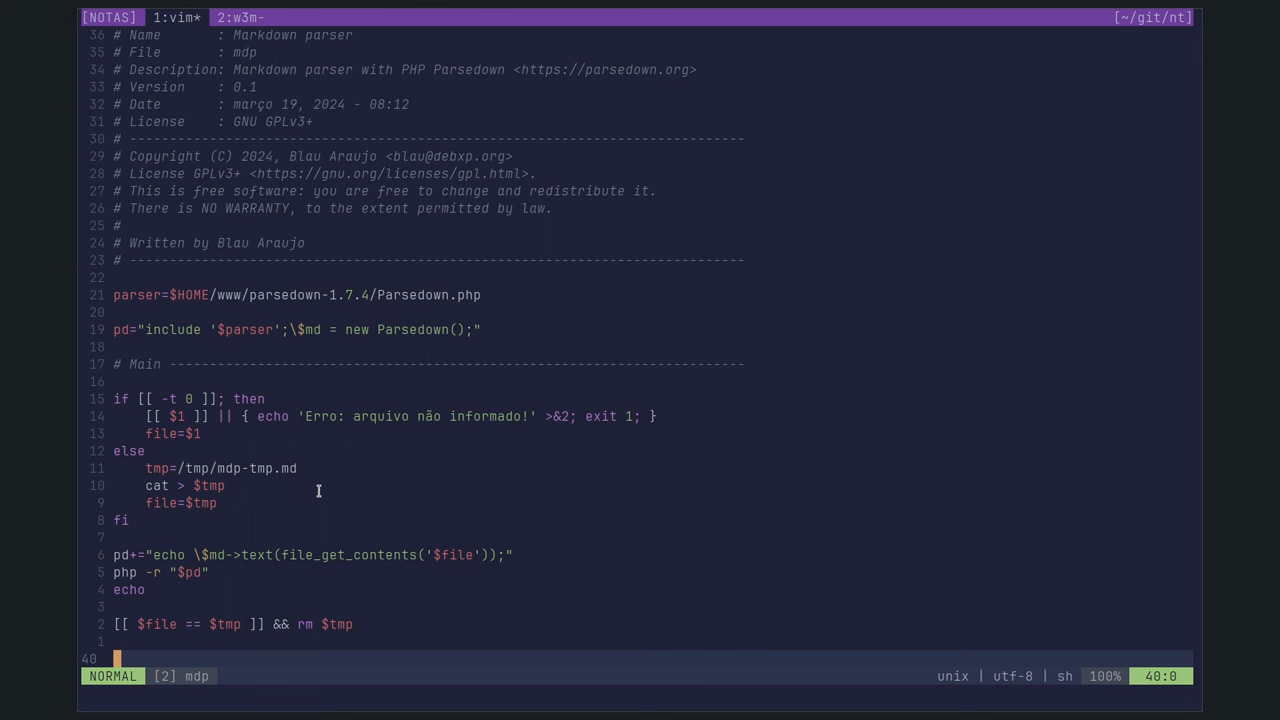 [NOTAS] 1:vim* 2:w3m- [~/git/nt]
36 # Name : Markdown parser
35 # File : mdp
34 # Description: Markdown parser with PHP Parsedown <https://parsedown.org>
33 # Version : 0.1
32 # Date : março 19, 2024 - 08:12
31 # License : GNU GPLv3+
30 # -------------------------------------------------------------------------------
29 # Copyright (C) 2024, Blau Araujo <blau@debxp.org>
28 # License GPLv3+ <https://gnu.org/licenses/gpl.html>.
27 # This is free software: you are free to change and redistribute it.
26 # There is NO WARRANTY, to the extent permitted by law.
25 #
24 # Written by Blau Araujo
23 # -------------------------------------------------------------------------------
22
21 parser=$HOME/www/parsedown-1.7.4/Parsedown.php
20
19 pd="include '$parser';\$md = new Parsedown();"
18
17 # Main ------------------------------------------------------------------------
16
15 if [[ -t 0 ]]; then
14 [[ $1 ]] || { echo 'Erro: arquivo não informado!' >&2; exit 1; }
13 file=$1
12 else
11 tmp=/tmp/mdp-tmp.md
10 cat > $tmp
9 file=$tmp
8 fi
7
6 pd+="echo \$md->text(file_get_contents('$file'));"
5 php -r "$pd"
4 echo
3
2 [[ $file == $tmp ]] && rm $tmp
1
40
NORMAL [2] mdp unix | utf-8 | sh 100% 40:0